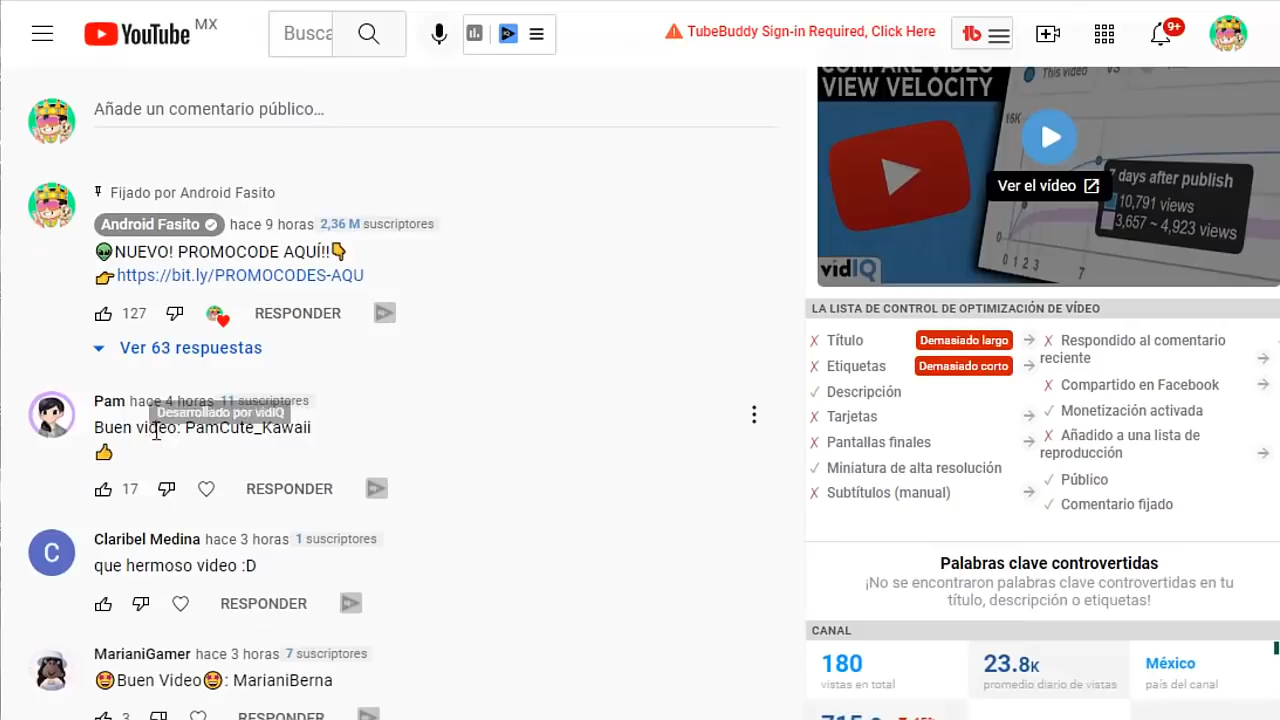 YouTube MX
Busca
TubeBuddy Sign-in Required, Click Here
tb
9+
Añade un comentario público...
Fijado por Android Fasito
Android Fasito hace 9 horas 2,36 M suscriptores
👽NUEVO! PROMOCODE AQUÍ!!👇
👉https://bit.ly/PROMOCODES-AQU
127 RESPONDER
Ver 63 respuestas
Pam hace 4 horas 11 suscriptores
Desarrollado por vidIQ
Buen video: PamCute_Kawaii
👍
17 RESPONDER
C
Claribel Medina hace 3 horas 1 suscriptores
que hermoso video :D
RESPONDER
MarianiGamer hace 3 horas 7 suscriptores
🤩Buen Video🤩: MarianiBerna
3 RESPONDER
COMPARE VIDEO
VIEW VELOCITY
This video
VS
16K
Ver el vídeo
7 days after publish
10,791 views
3,657 ~ 4,923 views
0
0 1 2 3 7
vidIQ
LA LISTA DE CONTROL DE OPTIMIZACIÓN DE VÍDEO
Título Demasiado largo
Etiquetas Demasiado corto
Descripción
Tarjetas
Pantallas finales
Miniatura de alta resolución
Subtítulos (manual)
Respondido al comentario
reciente
Compartido en Facebook
Monetización activada
Añadido a una lista de
reproducción
Público
Comentario fijado
Palabras clave controvertidas
¡No se encontraron palabras clave controvertidas en tu
título, descripción o etiquetas!
CANAL
180
vistas en total
23.8K
promedio diario de vistas
México
país del canal